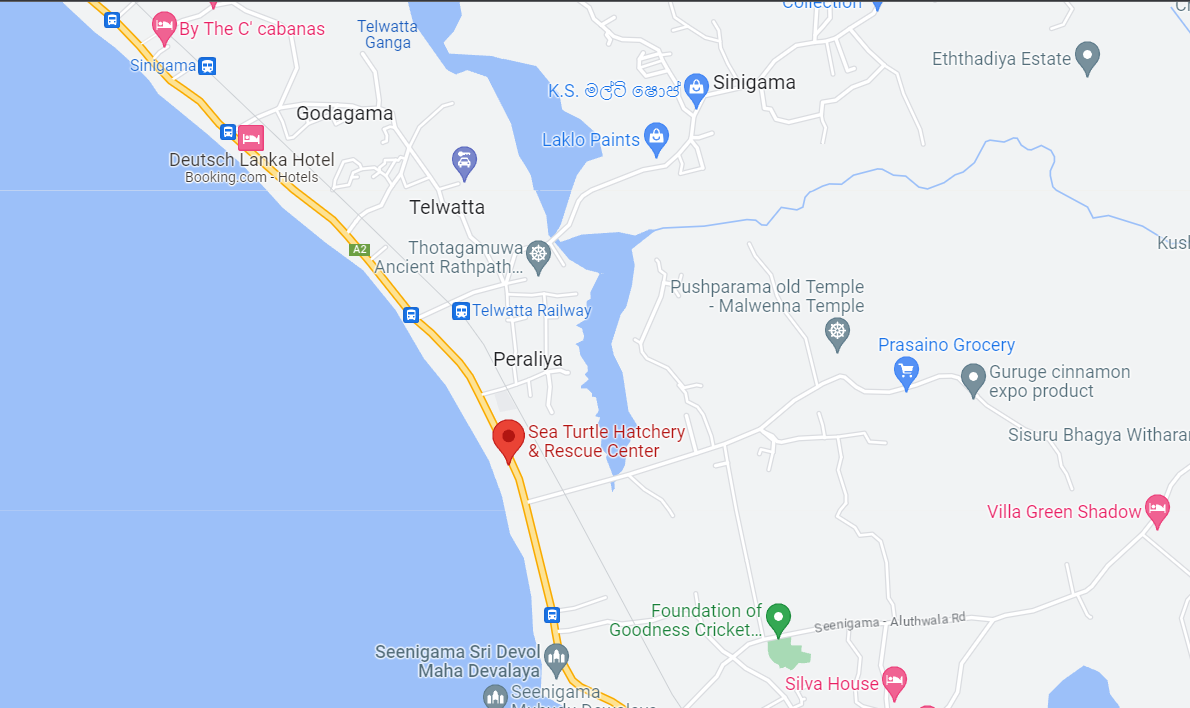 Collection
By The C' cabanas
Telwatta
Ganga
Sinigama
Eththadiya Estate
K.S. මල්ටි ෂොප්
Sinigama
Godagama
Laklo Paints
Deutsch Lanka Hotel
Booking.com - Hotels
Telwatta
A2
Thotagamuwa
Ancient Rathpath...
Kush
Pushparama old Temple
- Malwenna Temple
Telwatta Railway
Prasaino Grocery
Peraliya
Guruge cinnamon
expo product
Sea Turtle Hatchery
& Rescue Center
Sisuru Bhagya Witharan
Villa Green Shadow
Foundation of
Goodness Cricket...
Seenigama - Aluthwala Rd
Seenigama Sri Devol
Maha Devalaya
Silva House
Seenigama